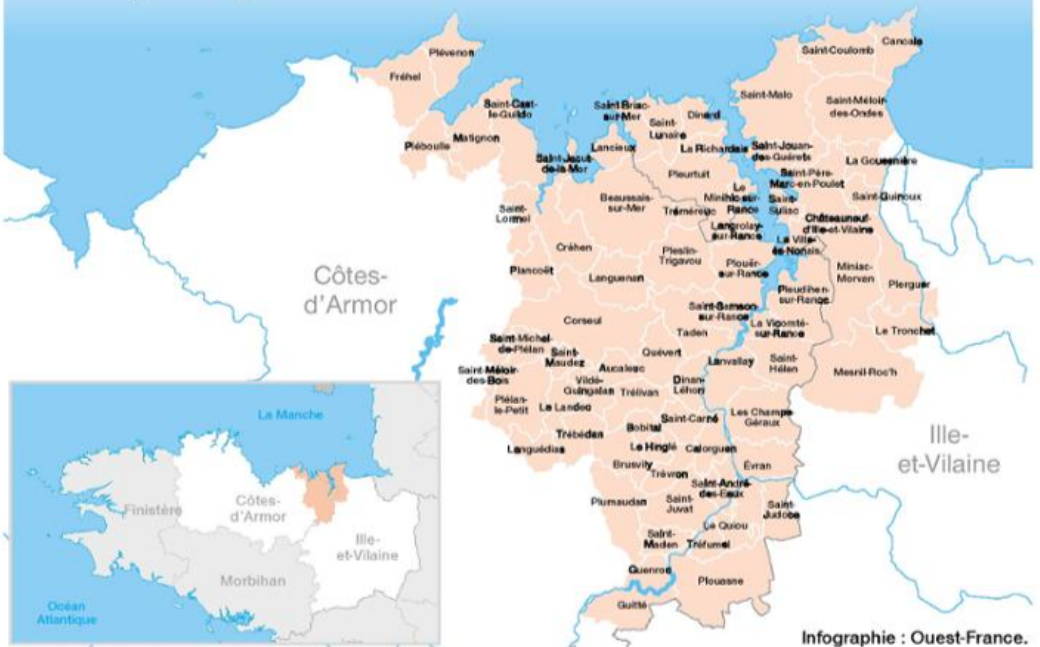 Cancale
Saint-Coulomb
Plévenon
Fréhel
Saint-Malo
Saint-Méloir-
des-Ondes
Saint-Cast-
le-Guildo
Saint-Briac-
sur-Mer
Dinard
Saint-
Lunaire
Matignon
Pléboulle
Lancieux
La Richardais
Saint-Jouan-
des-Guérets
La Gouesnière
Saint-Jacut-
de-la-Mer
Pleurtuit
Saint-Père-
Marc-en-Poulet
Saint-Guinoux
Beaussais-
sur-Mer
Le
Minihic-sur-
Rance
Saint-
Suliac
Saint-
Lormel
Tréméreuc
Châteauneuf-
d'Ille-et-Vilaine
Langrolay-
sur-Rance
La Ville-
ès-Nonais
Créhen
Pleslin-
Trigavou
Plouër-
sur-Rance
Miniac-
Morvan
Plancoët
Languenan
Plerguer
Pleudihen-
sur-Rance
Côtes-
d'Armor
Saint-Samson-
sur-Rance
Corseul
La Vicomté-
sur-Rance
Taden
Le Tronchet
Saint-Michel-
de-Plélan
Saint-
Maudez
Quévert
Lanvallay
Saint-
Hélen
Saint-Méloir-
des-Bois
Aucaleuc
Mesnil-Roc'h
Vildé-
Guingalan
Trélivan
Dinan-
Léhon
Plélan-
le-Petit
La Landec
Saint-Carné
Les Champs-
Géraux
Bobital
Trébédan
Languédias
Le Hinglé
Calorguen
Ille-
et-Vilaine
Brusvily
Trévron
Évran
Saint-André-
des-Eaux
Plumaudan
Saint-
Juvat
Saint-
Judoce
Le Quiou
Saint-
Maden
Tréfumel
Guenroc
Plouasne
Guitté
La Manche
Finistère
Côtes-
d'Armor
Ille-
et-Vilaine
Morbihan
Océan
Atlantique
Infographie : Ouest-France.